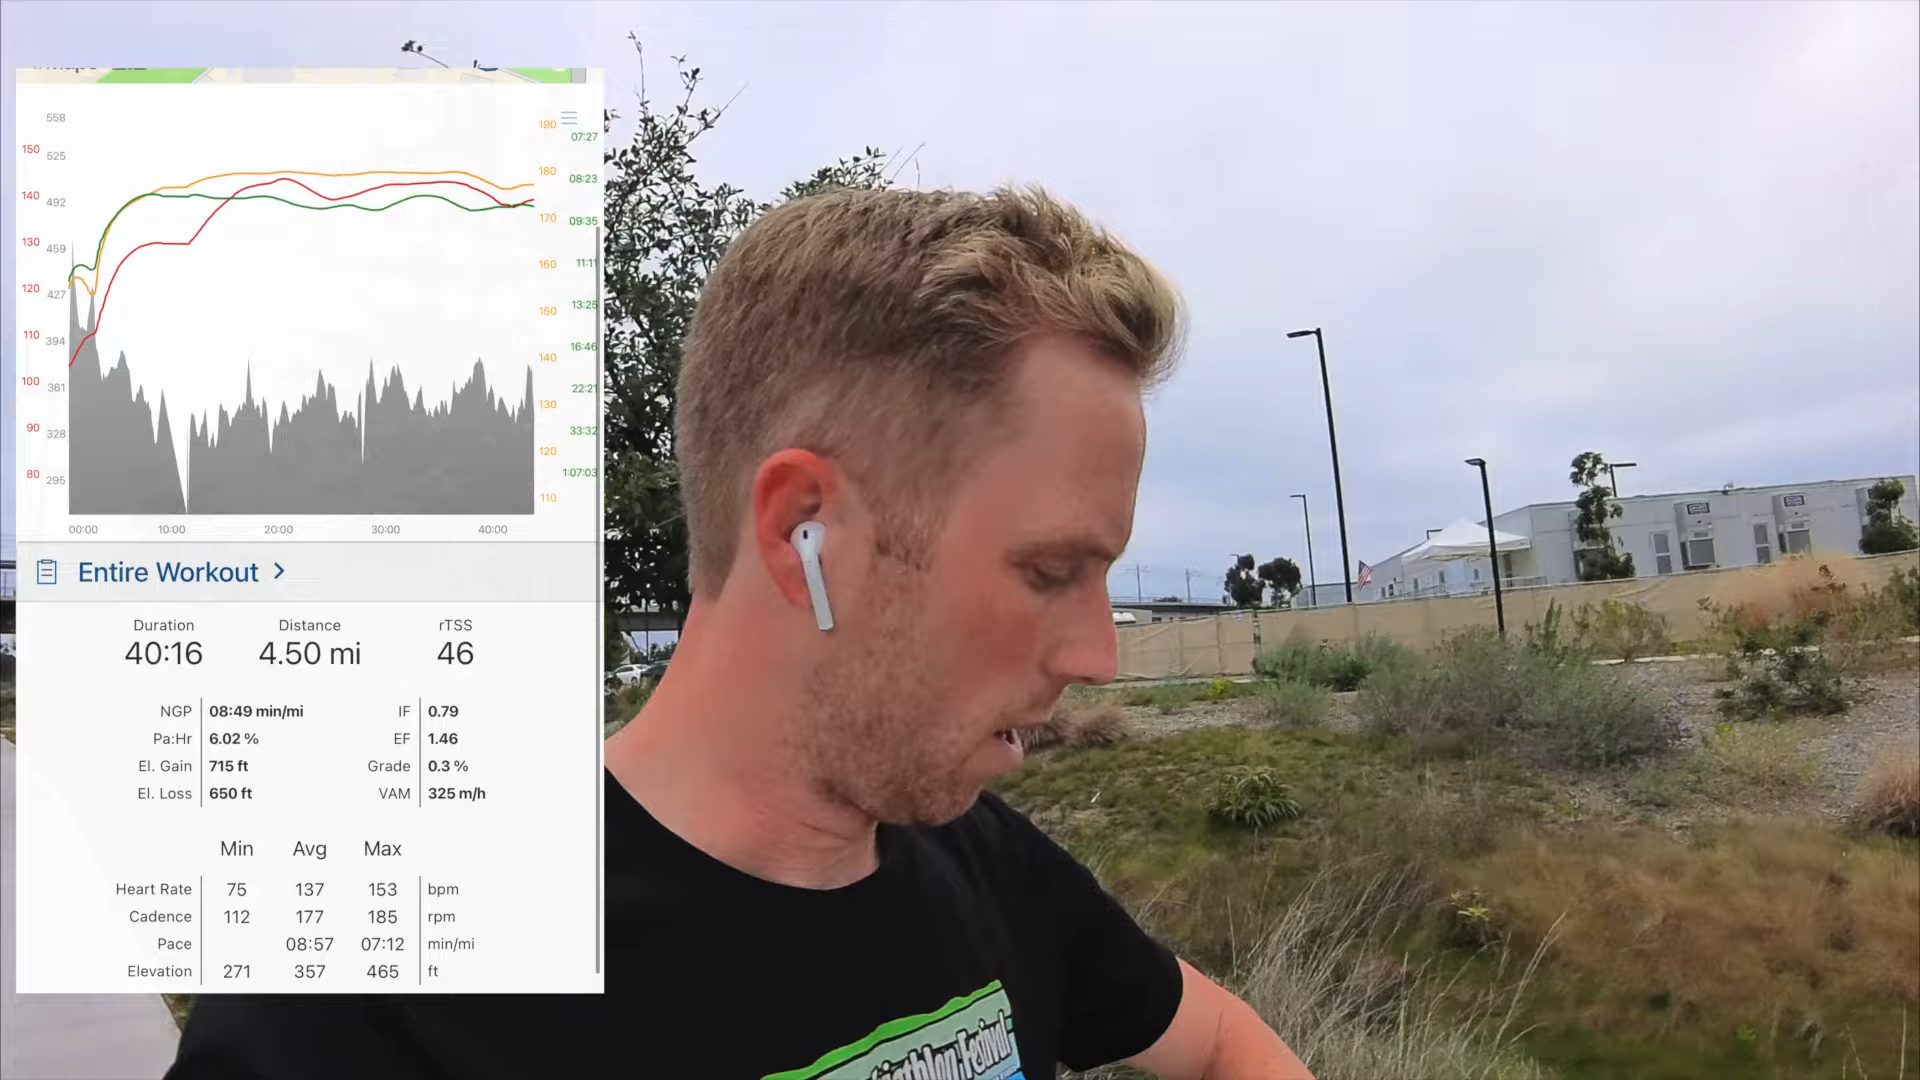 558
190
07:27
150
525
180
08:23
140
492
170
09:35
130
459
160
11:11
120
427
150
13:25
110
394
140
16:46
100
361
130
22:21
90
328
120
33:32
80
295
110
1:07:03
00:00 10:00 20:00 30:00 40:00
Entire Workout >
Duration Distance rTSS
40:16 4.50 mi 46
NGP 08:49 min/mi IF 0.79
Pa:Hr 6.02 % EF 1.46
El. Gain 715 ft Grade 0.3 %
El. Loss 650 ft VAM 325 m/h
Min Avg Max
Heart Rate 75 137 153 bpm
Cadence 112 177 185 rpm
Pace 08:57 07:12 min/mi
Elevation 271 357 465 ft
Festival